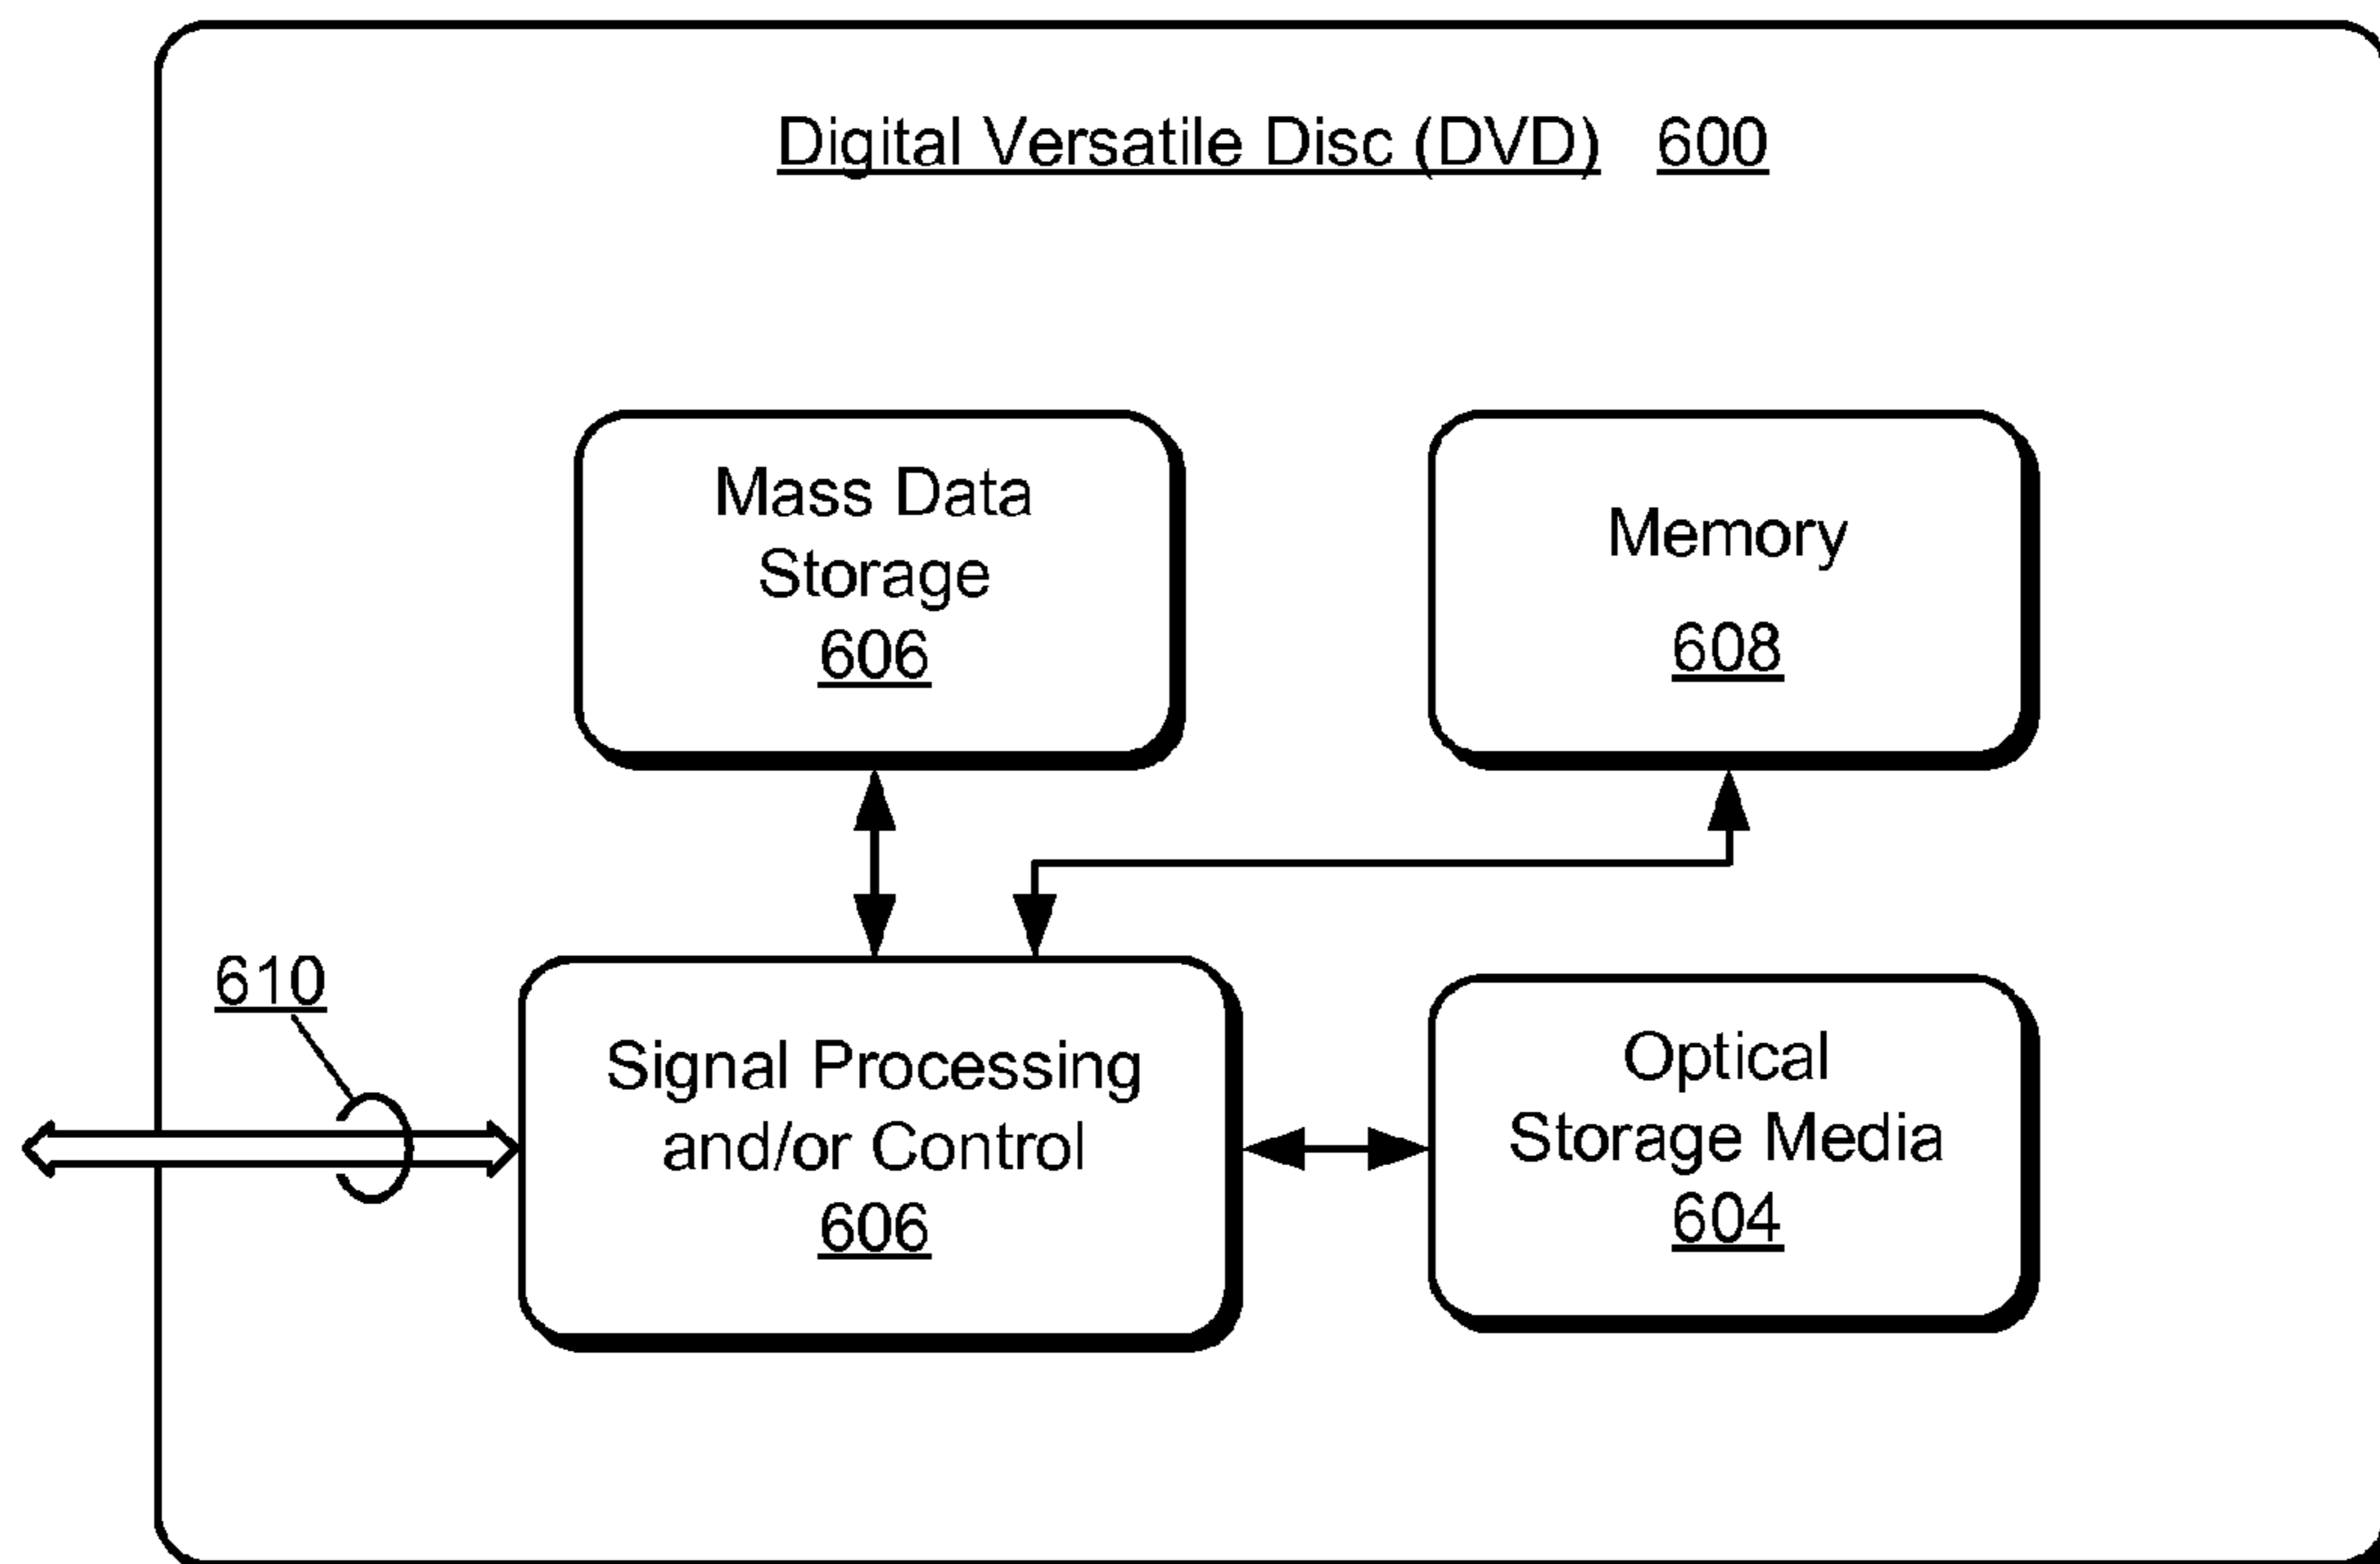 Digital Versatile Disc (DVD) 600
Mass Data
Storage
606
Memory
608
610
Signal Processing
and/or Control
606
Optical
Storage Media
604